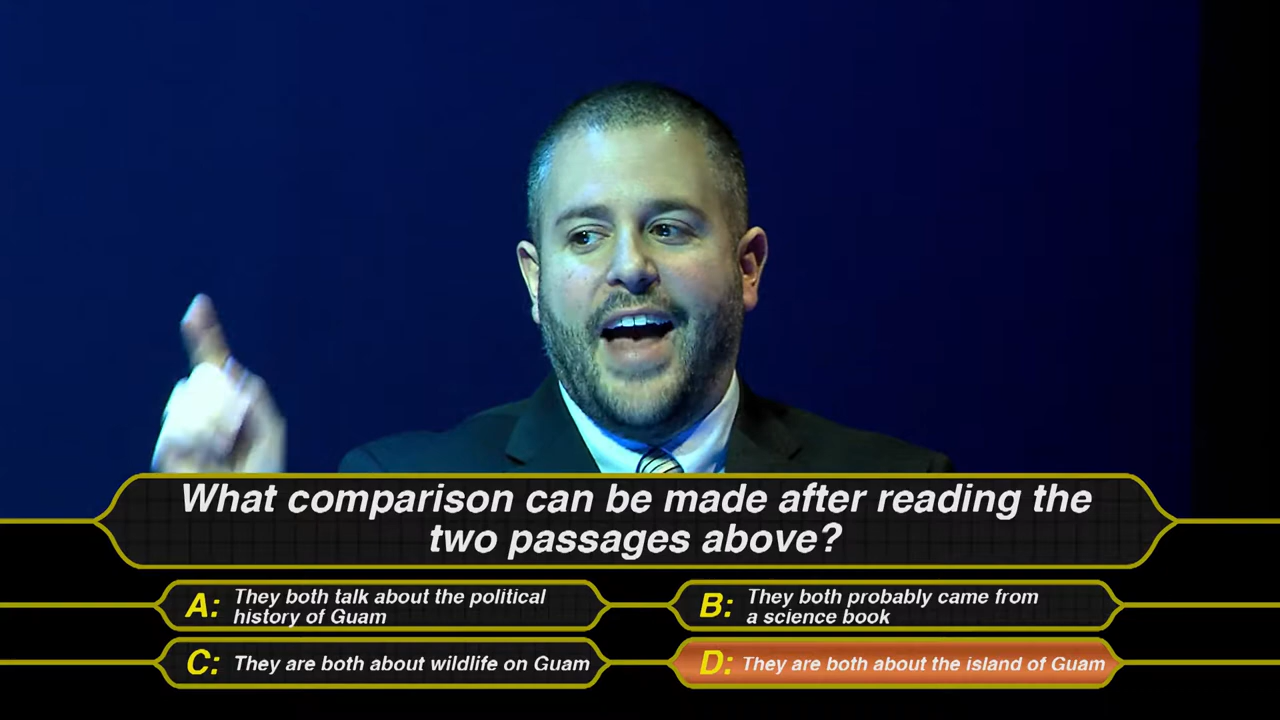 What comparison can be made after reading the
two passages above?
A: They both talk about the political
history of Guam
B: They both probably came from
a science book
C: They are both about wildlife on Guam
D: They are both about the island of Guam